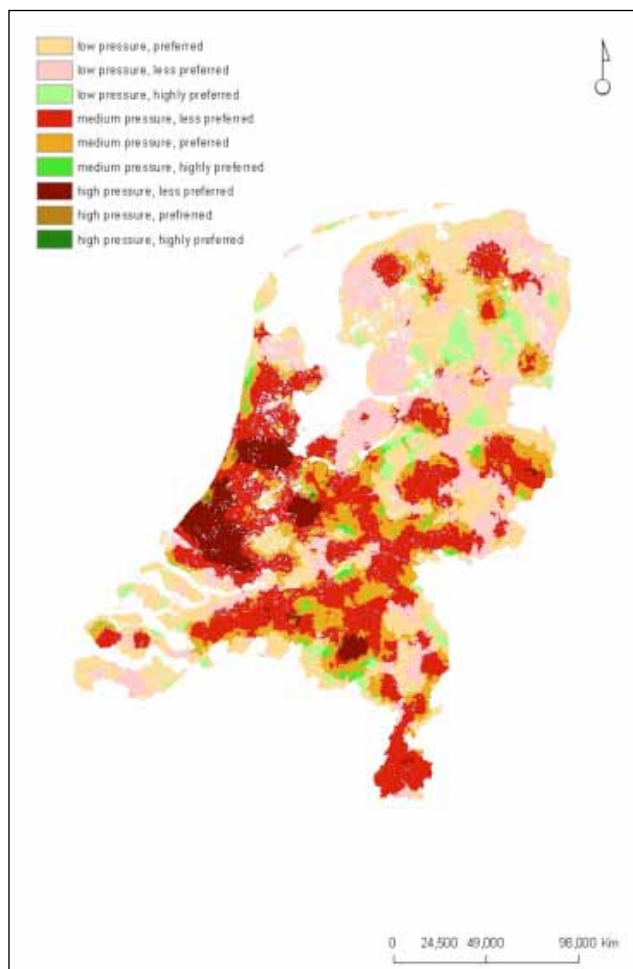 low pressure, preferred
low pressure, less preferred
low pressure, highly preferred
medium pressure, less preferred
medium pressure, preferred
medium pressure, highly preferred
high pressure, less preferred
high pressure, prefrerred
high pressure, highly preferred
0 24,500 49,000 98,000 Km